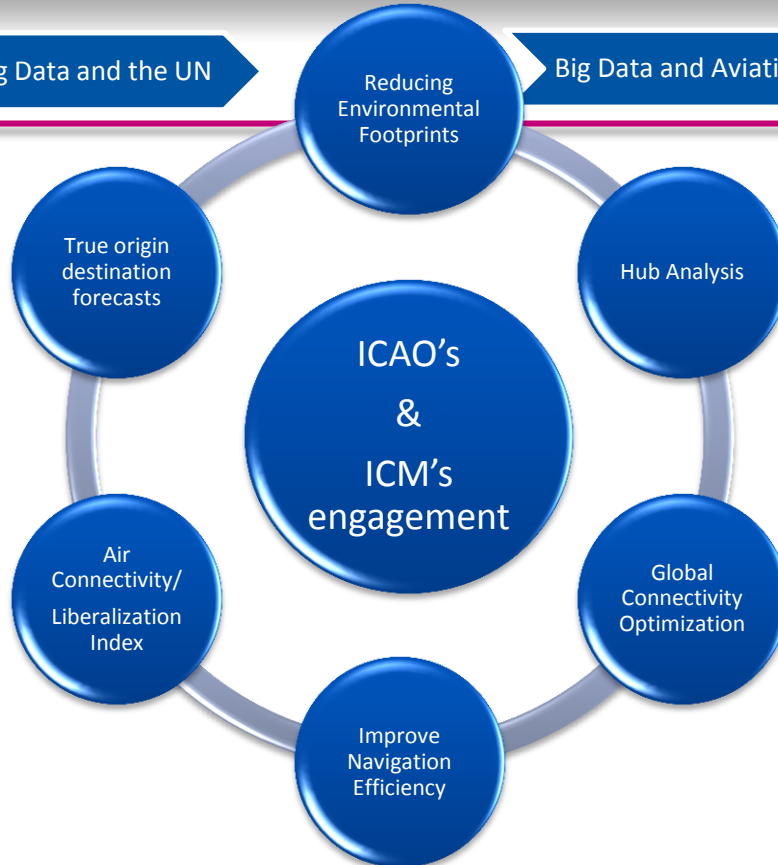 g Data and the UN
Big Data and Aviati
Reducing
Environmental
Footprints
True origin
destination
forecasts
Hub Analysis
ICAO’s
&
ICM’s
engagement
Air
Connectivity/
Liberalization
Index
Global
Connectivity
Optimization
Improve
Navigation
Efficiency